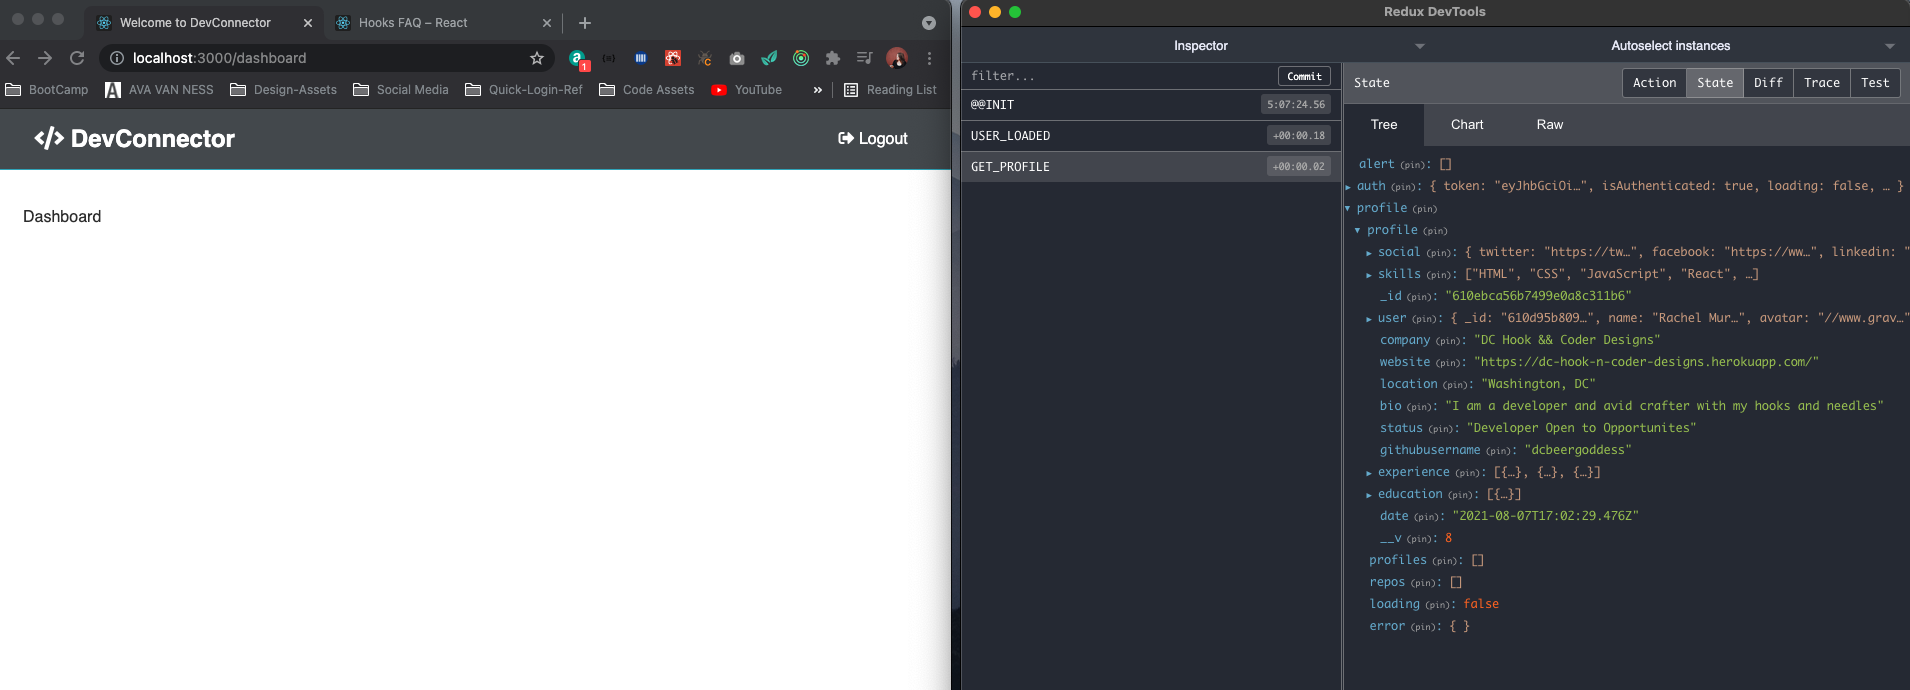 Welcome to DevConnector
Hooks FAQ – React
localhost:3000/dashboard
1
BootCamp
AVA VAN NESS
Design-Assets
Social Media
Quick-Login-Ref
Code Assets
YouTube
»
Reading List
</> DevConnector
Logout
Dashboard
Redux DevTools
Inspector
Autoselect instances
filter...
Commit
@@INIT
5:07:24.56
USER_LOADED
+00:00.18
GET_PROFILE
+00:00.02
State
Action
State
Diff
Trace
Test
Tree
Chart
Raw
alert (pin): []
auth (pin): { token: "eyJhbGciOi…", isAuthenticated: true, loading: false, … }
profile (pin)
profile (pin)
social (pin): { twitter: "https://tw…", facebook: "https://ww…", linkedin: "
skills (pin): ["HTML", "CSS", "JavaScript", "React", …]
_id (pin): "610ebca56b7499e0a8c311b6"
user (pin): { _id: "610d95b809…", name: "Rachel Mur…", avatar: "//www.grav…"
company (pin): "DC Hook && Coder Designs"
website (pin): "https://dc-hook-n-coder-designs.herokuapp.com/"
location (pin): "Washington, DC"
bio (pin): "I am a developer and avid crafter with my hooks and needles"
status (pin): "Developer Open to Opportunites"
githubusername (pin): "dcbeergoddess"
experience (pin): [{…}, {…}, {…}]
education (pin): [{…}]
date (pin): "2021-08-07T17:02:29.476Z"
__v (pin): 8
profiles (pin): []
repos (pin): []
loading (pin): false
error (pin): { }